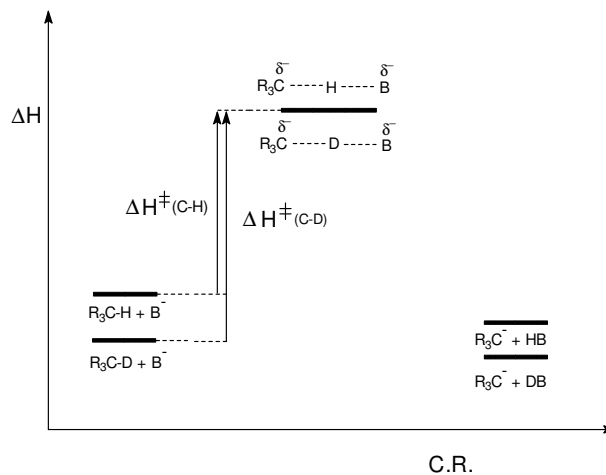 δ⁻ δ⁻
R₃C ----- H ----- B
ΔH
δ⁻ δ⁻
R₃C ----- D ----- B
ΔH‡(C-H)
ΔH‡(C-D)
R₃C-H + B⁻
R₃C-D + B⁻
R₃C⁻ + HB
R₃C⁻ + DB
C.R.